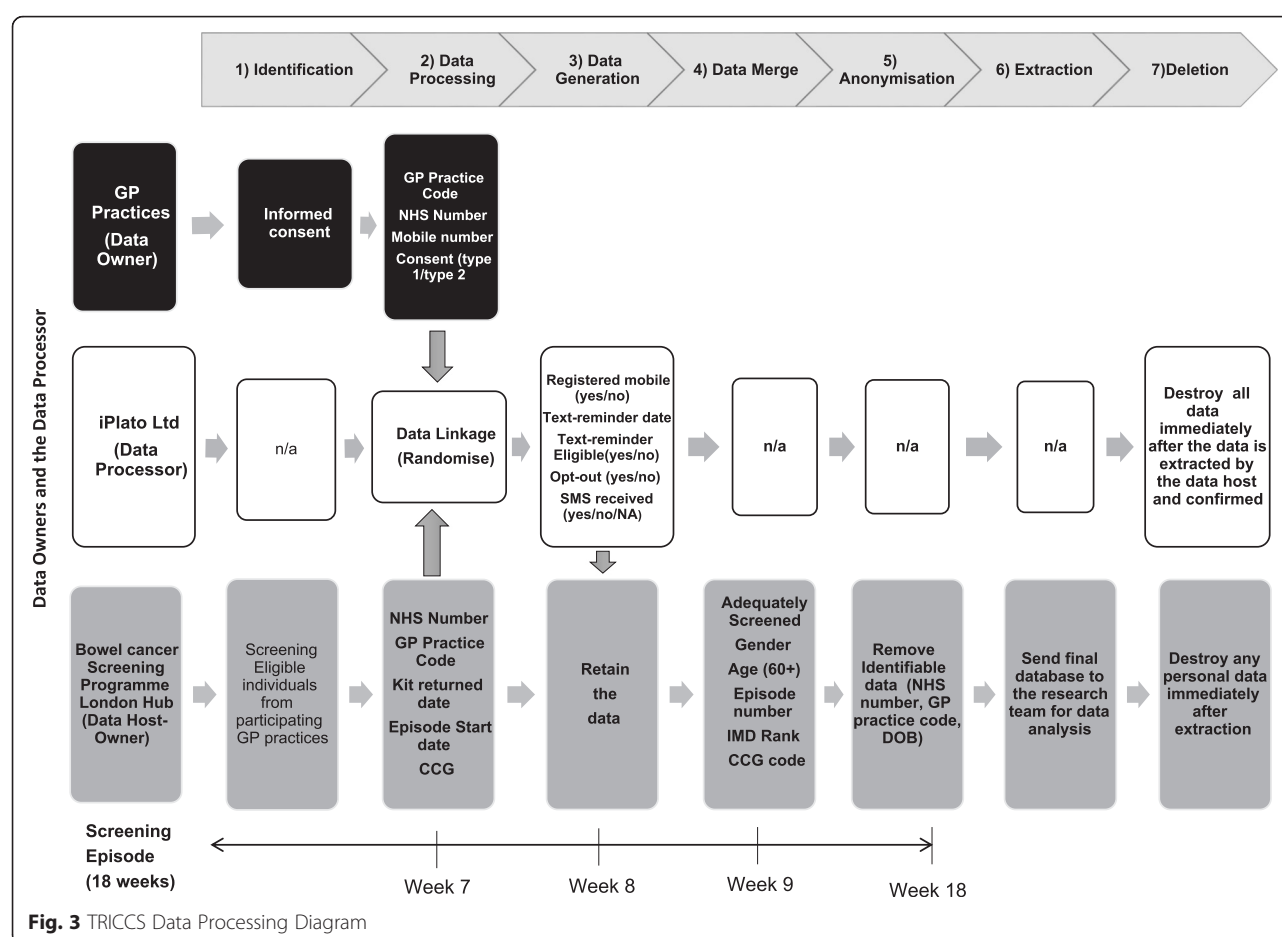 1) Identification
2) Data
Processing
3) Data
Generation
4) Data Merge
5)
Anonymisation
6) Extraction
7)Deletion
Data Owners and the Data Processor
GP
Practices
(Data
Owner)
Informed
consent
GP Practice
Code
NHS Number
Mobile number
Consent (type
1/type 2
iPlato Ltd
(Data
Processor)
n/a
Data Linkage
(Randomise)
Registered mobile
(yes/no)
Text-reminder date
Text-reminder
Eligible(yes/no)
Opt-out (yes/no)
SMS received
(yes/no/NA)
n/a
n/a
n/a
Destroy all
data
immediately
after the data is
extracted by
the data host
and confirmed
Bowel cancer
Screening
Programme
London Hub
(Data Host-
Owner)
Screening
Eligible
individuals
from
participating
GP practices
NHS Number
GP Practice
Code
Kit returned
date
Episode Start
date
CCG
Retain
the
data
Adequately
Screened
Gender
Age (60+)
Episode
number
IMD Rank
CCG code
Remove
Identifiable
data (NHS
number, GP
practice code,
DOB)
Send final
database to
the research
team for data
analysis
Destroy any
personal data
immediately
after
extraction
Screening
Episode
(18 weeks)
Week 7
Week 8
Week 9
Week 18
Fig. 3 TRICCS Data Processing Diagram